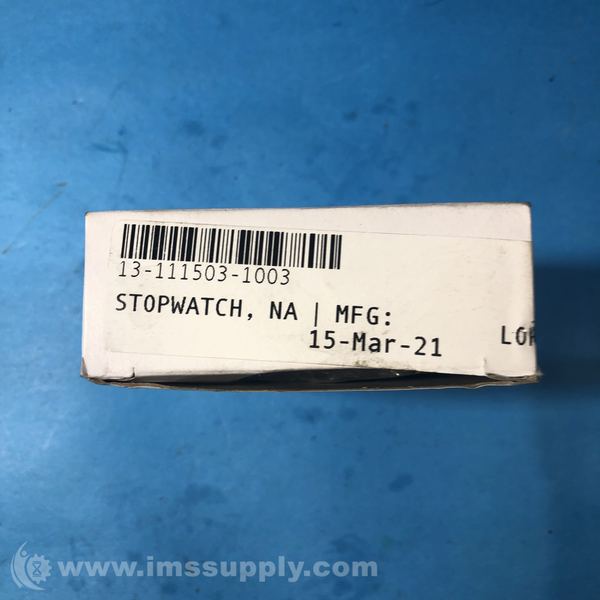 13-111503-1003
STOPWATCH, NA | MFG:
15-Mar-21
www.imssupply.com